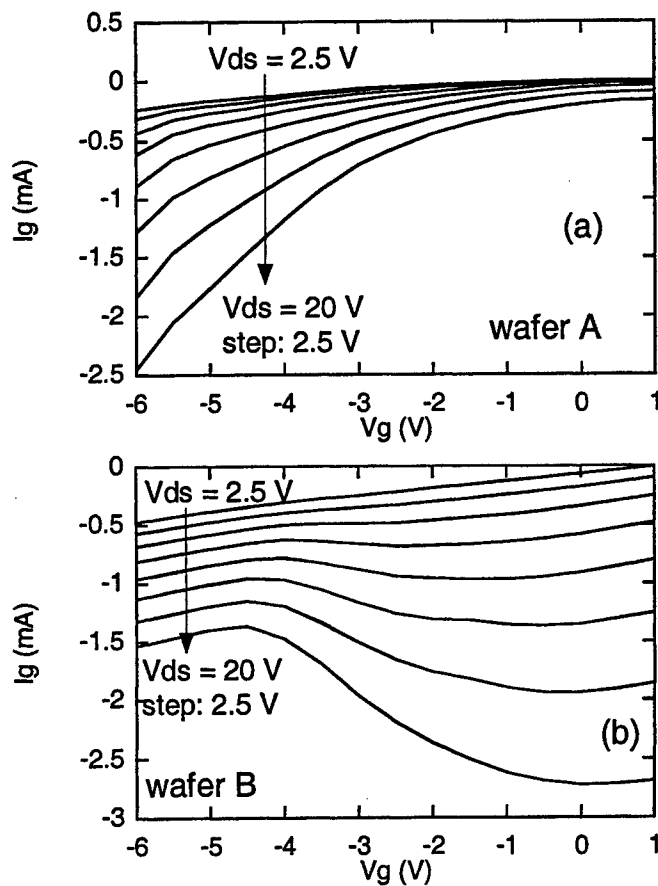 0.5
Vds = 2.5 V
0
-0.5
-1
(a)
Ig (mA)
-1.5
Vds = 20 V
step: 2.5 V
wafer A
-2
-2.5
-6 -5 -4 -3 -2 -1 0 1
Vg (V)
0
Vds = 2.5 V
-0.5
-1
Ig (mA)
-1.5
Vds = 20 V
-2
step: 2.5 V
(b)
-2.5
wafer B
-3
-6 -5 -4 -3 -2 -1 0 1
Vg (V)